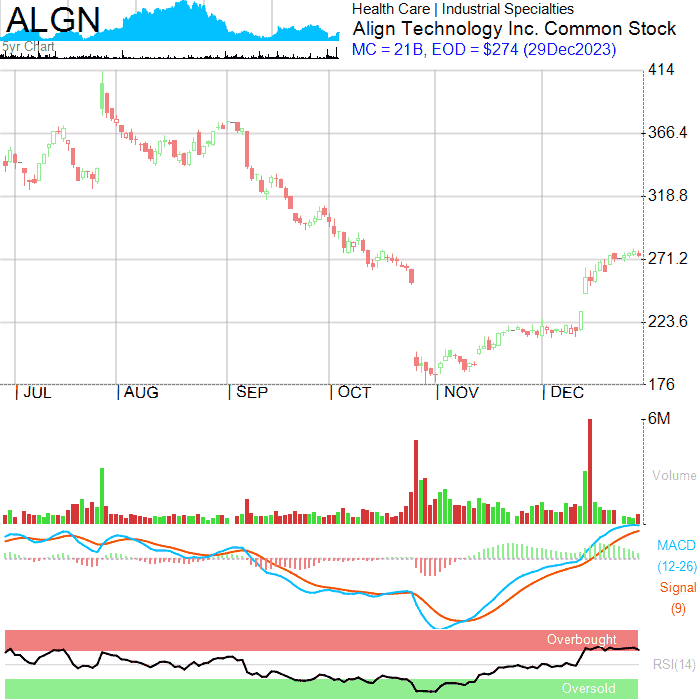 ALGN
5yr Chart
Health Care | Industrial Specialties
Align Technology Inc. Common Stock
MC = 21B, EOD = $274 (29Dec2023)
414
366.4
318.8
271.2
223.6
176
| JUL | AUG | SEP | OCT | NOV | DEC
6M
Volume
MACD
(12-26)
Signal
(9)
Overbought
RSI(14)
Oversold